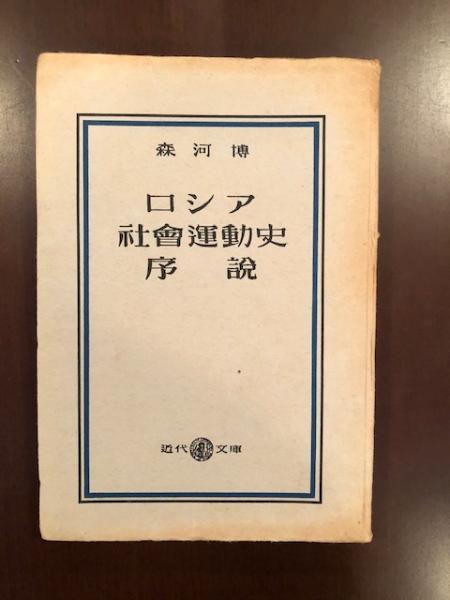 森河博
ロシア
社會運動史
序說
近代文庫